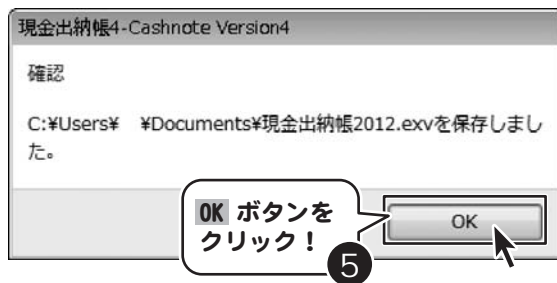 現金出納帳4-Cashnote Version4
確認
C:¥Users¥　¥Documents¥現金出納帳2012.exvを保存しまし
た。
OK ボタンを
クリック！
OK
5